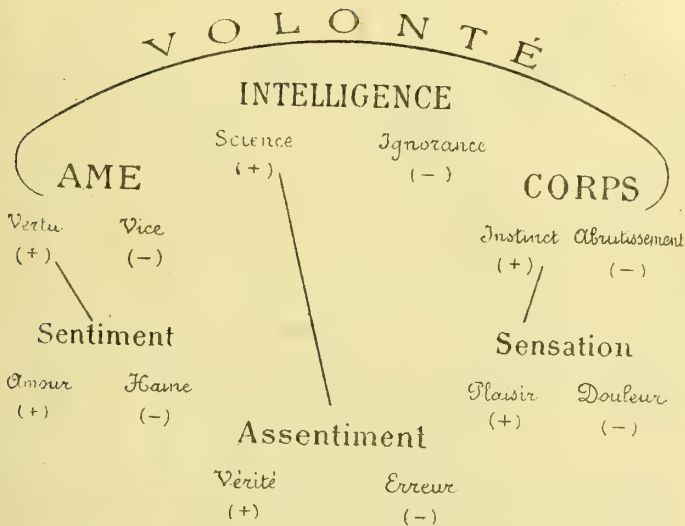 VOLONTÉ
INTELLIGENCE
Science Ignorance
(+) (-)
AME CORPS
Vertu Vice Instinct Abrutissement
(+) (-) (+) (-)
Sentiment Sensation
Amour Haine Plaisir Douleur
(+) (-) (+) (-)
Assentiment
Vérité Erreur
(+) (-)